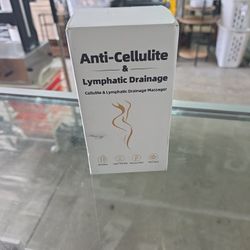 Anti-Cellulite
&
Lymphatic Drainage
Cellulite & Lymphatic Drainage Massager